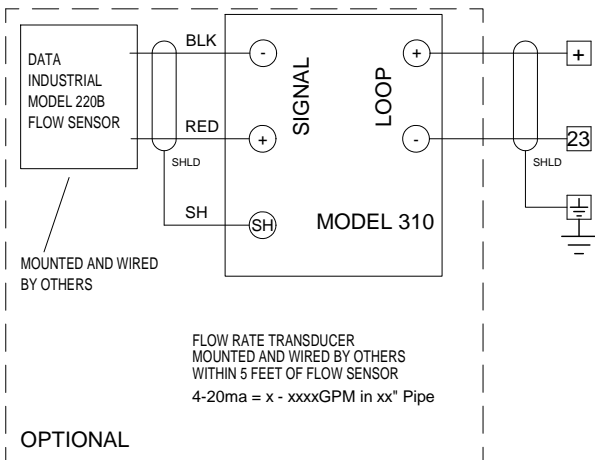 DATA
INDUSTRIAL
MODEL 220B
FLOW SENSOR
BLK
RED
SHLD
SH
-
+
SH
SIGNAL
LOOP
+
-
MODEL 310
SHLD
+
23
MOUNTED AND WIRED
BY OTHERS
FLOW RATE TRANSDUCER
MOUNTED AND WIRED BY OTHERS
WITHIN 5 FEET OF FLOW SENSOR
4-20ma = x - xxxxGPM in xx" Pipe
OPTIONAL